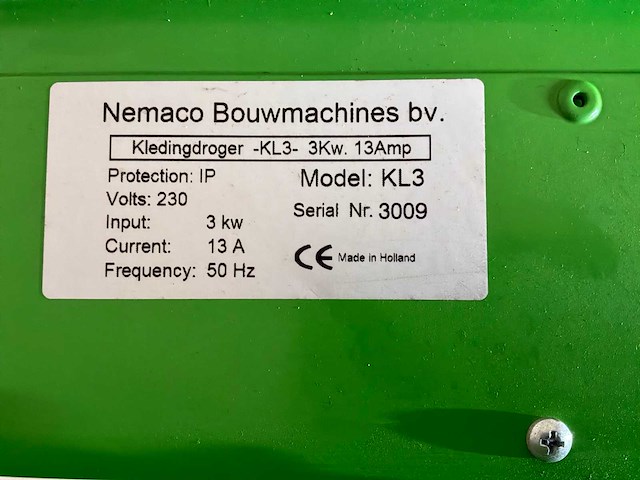 Nemaco Bouwmachines bv.
Kledingdroger -KL3- 3Kw. 13Amp
Protection: IP
Model: KL3
Volts: 230
Serial Nr. 3009
Input: 3 kw
Current: 13 A
CE Made in Holland
Frequency: 50 Hz